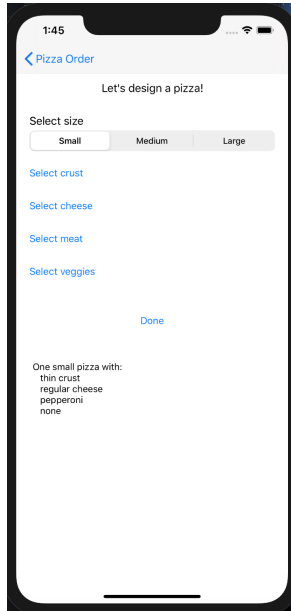 1:45
Pizza Order
Let's design a pizza!
Select size
Small Medium Large
Select crust
Select cheese
Select meat
Select veggies
Done
One small pizza with:
thin crust
regular cheese
pepperoni
none